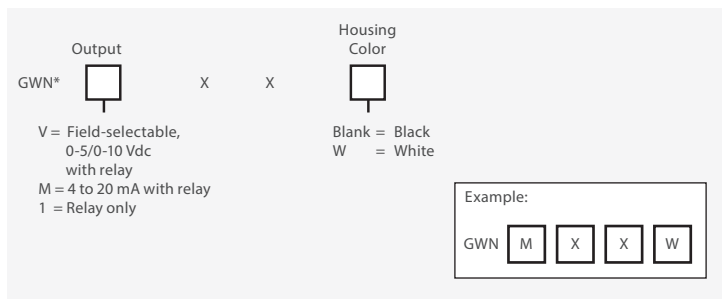 Output
Housing
Color
GWN* X X
V = Field-selectable,
0-5/0-10 Vdc
with relay
M = 4 to 20 mA with relay
1 = Relay only
Blank = Black
W = White
Example:
GWN M X X W